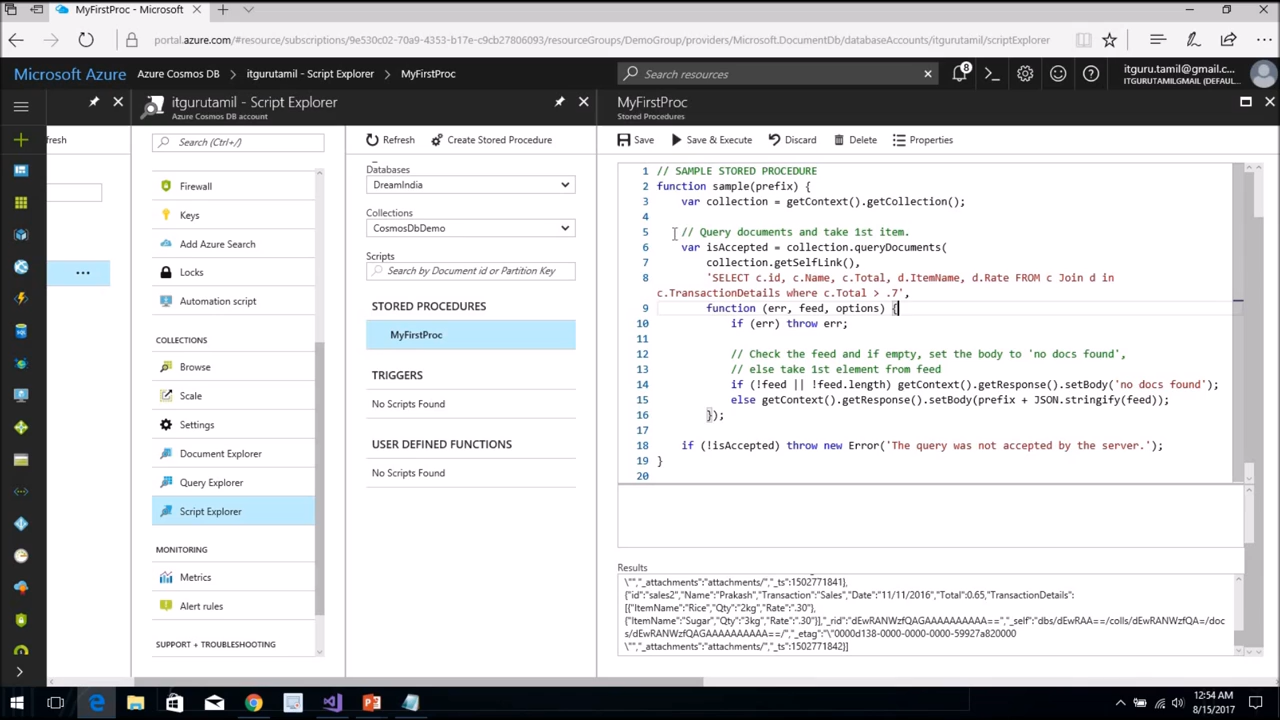 MyFirstProc - Microsoft
portal.azure.com/#resource/subscriptions/9e530c02-70a9-4353-b17e-c9cb27806093/resourceGroups/DemoGroup/providers/Microsoft.DocumentDb/databaseAccounts/itgurutamil/scriptExplorer
Microsoft Azure
Azure Cosmos DB > itgurutamil - Script Explorer > MyFirstProc
Search resources
8
itguru.tamil@gmail.c...
ITGURUTAMILGMAIL (DEFAUL...
fresh
itgurutamil - Script Explorer
Azure Cosmos DB account
Search (Ctrl+/)
Firewall
Keys
Add Azure Search
Locks
Automation script
COLLECTIONS
Browse
Scale
Settings
Document Explorer
Query Explorer
Script Explorer
MONITORING
Metrics
Alert rules
SUPPORT + TROUBLESHOOTING
Refresh
Create Stored Procedure
Databases
DreamIndia
Collections
CosmosDbDemo
Scripts
Search by Document id or Partition Key
STORED PROCEDURES
MyFirstProc
TRIGGERS
No Scripts Found
USER DEFINED FUNCTIONS
No Scripts Found
MyFirstProc
Stored Procedures
Save
Save & Execute
Discard
Delete
Properties
1 // SAMPLE STORED PROCEDURE
2 function sample(prefix) {
3 var collection = getContext().getCollection();
4
5 // Query documents and take 1st item.
6 var isAccepted = collection.queryDocuments(
7 collection.getSelfLink(),
8 'SELECT c.id, c.Name, c.Total, d.ItemName, d.Rate FROM c Join d in
c.TransactionDetails where c.Total > .7',
9 function (err, feed, options) {
10 if (err) throw err;
11
12 // Check the feed and if empty, set the body to 'no docs found',
13 // else take 1st element from feed
14 if (!feed || !feed.length) getContext().getResponse().setBody('no docs found');
15 else getContext().getResponse().setBody(prefix + JSON.stringify(feed));
16 });
17
18 if (!isAccepted) throw new Error('The query was not accepted by the server.');
19 }
20
Results
\"","_attachments":"attachments/","_ts":1502771841},
{"id":"sales2","Name":"Prakash","Transaction":"Sales","Date":"11/11/2016","Total":0.65,"TransactionDetails":
[{"ItemName":"Rice","Qty":"2kg","Rate":".30"},
{"ItemName":"Sugar","Qty":"3kg","Rate":".30"}],"_rid":"dEwRANWzfQAGAAAAAAAAAA==","_self":"dbs/dEwRAA==/colls/dEwRANWzfQA=/doc
s/dEwRANWzfQAGAAAAAAAAAA==/","_etag":"\"0000d138-0000-0000-0000-59927a820000
\"","_attachments":"attachments/","_ts":1502771842}]
12:54 AM
8/15/2017